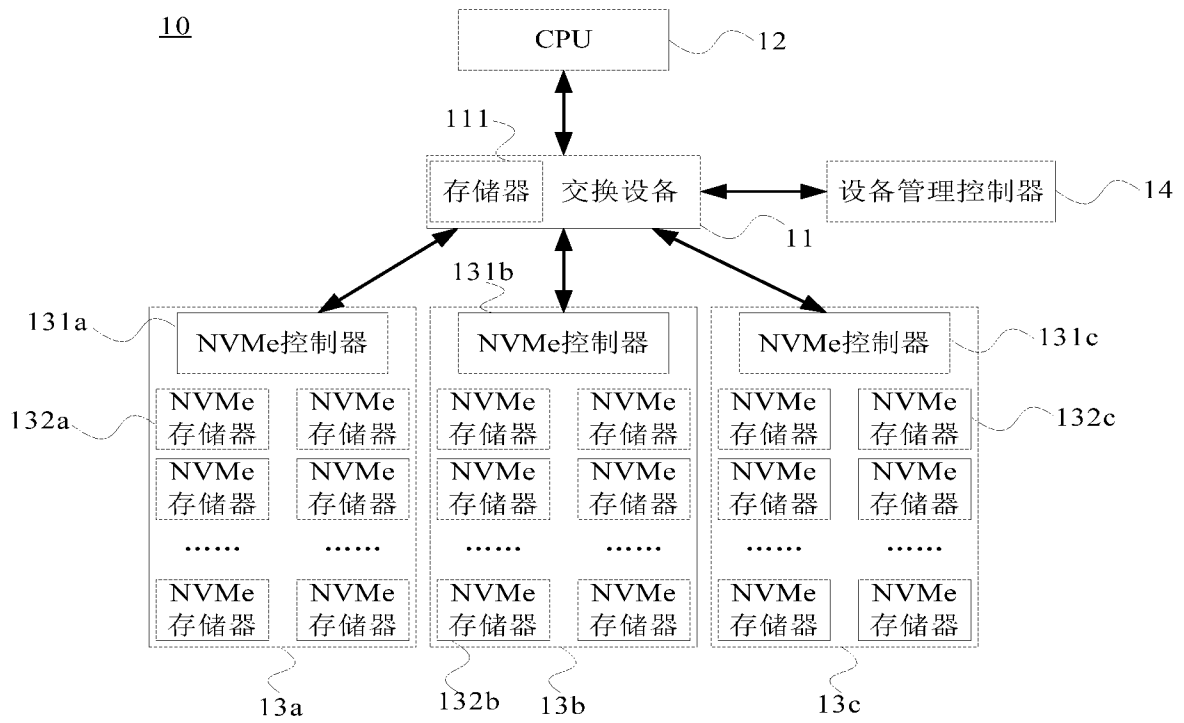 10
CPU
12
111
存储器
交换设备
设备管理控制器
14
11
131b
131a
NVMe控制器
NVMe控制器
NVMe控制器
131c
132a
NVMe
存储器
NVMe
存储器
NVMe
存储器
NVMe
存储器
NVMe
存储器
NVMe
存储器
132c
NVMe
存储器
NVMe
存储器
NVMe
存储器
NVMe
存储器
NVMe
存储器
NVMe
存储器
......
......
......
......
......
......
NVMe
存储器
NVMe
存储器
NVMe
存储器
NVMe
存储器
NVMe
存储器
NVMe
存储器
13a
132b
13b
13c